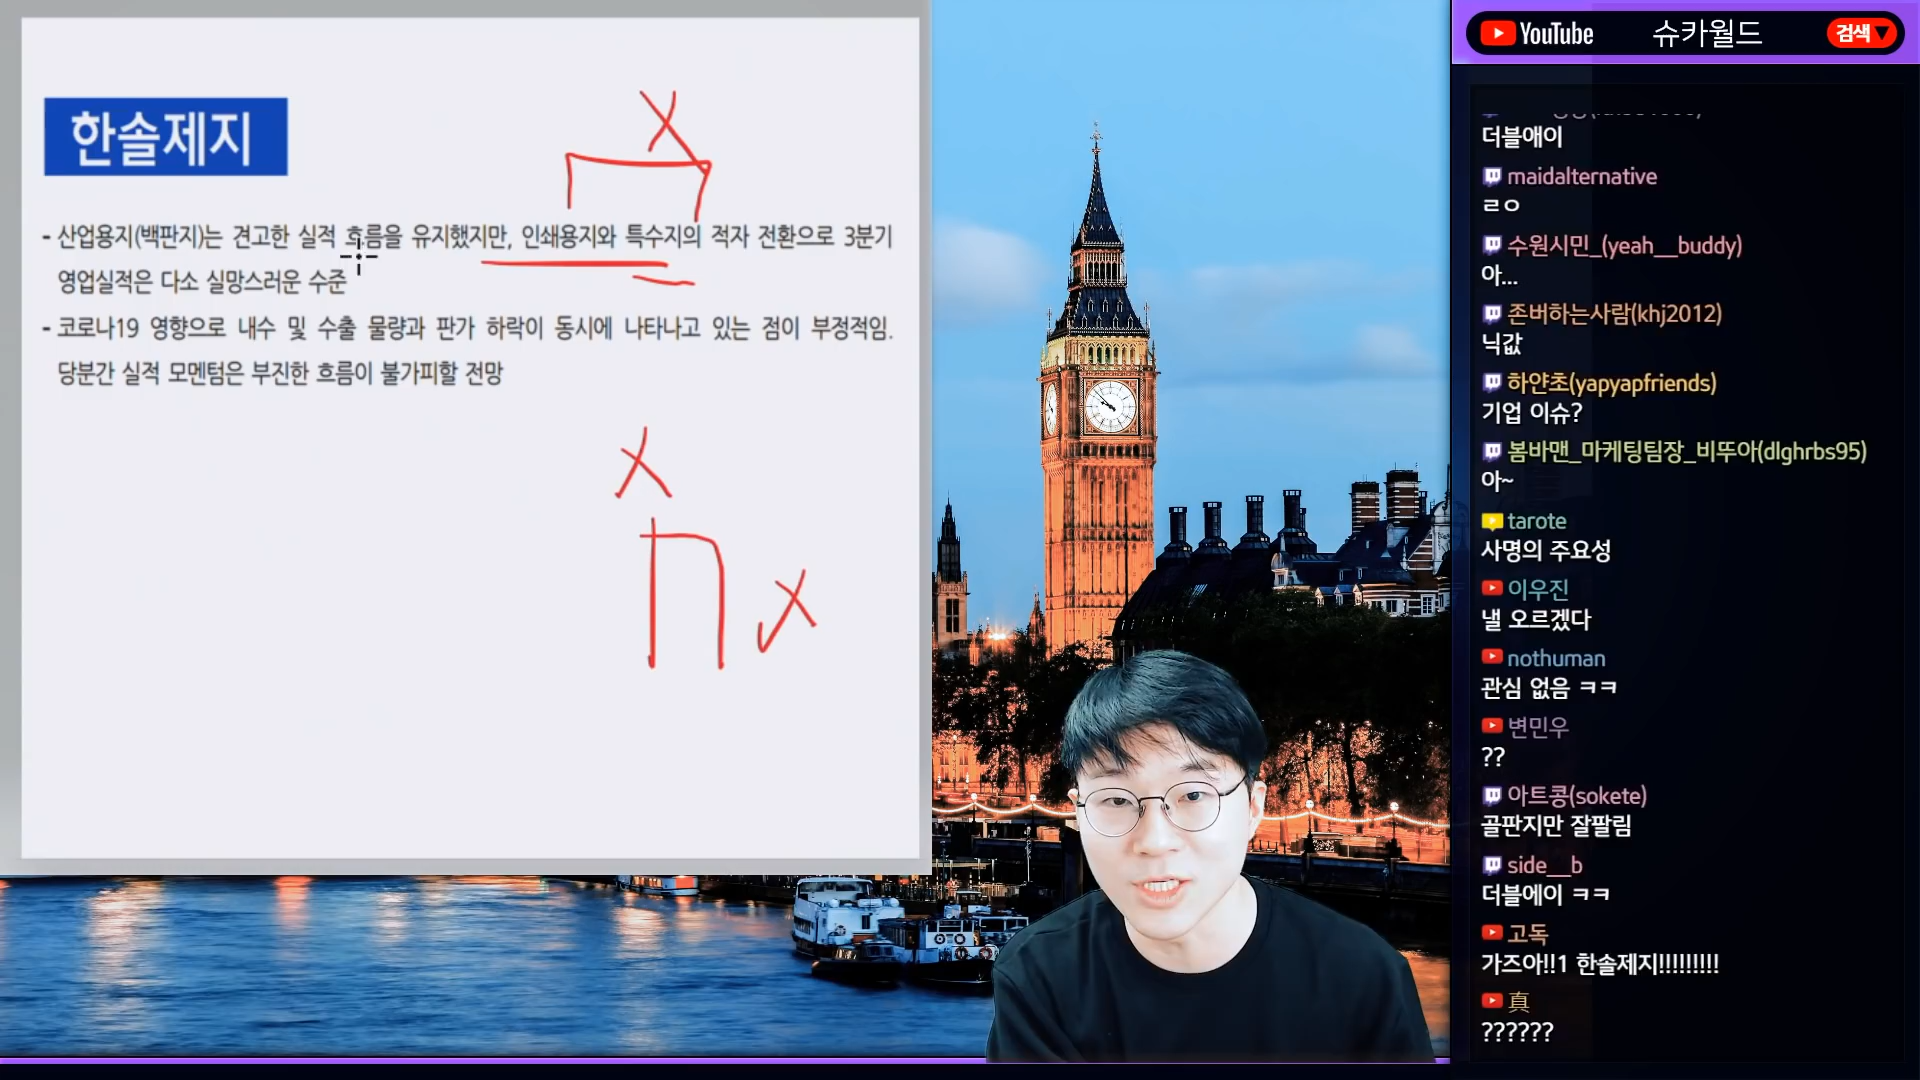 한솔제지
- 산업용지(백판지)는 견고한 실적 흐름을 유지했지만, 인쇄용지와 특수지의 적자 전환으로 3분기
영업실적은 다소 실망스러운 수준
- 코로나19 영향으로 내수 및 수출 물량과 판가 하락이 동시에 나타나고 있는 점이 부정적임.
당분간 실적 모멘텀은 부진한 흐름이 불가피할 전망
YouTube 슈카월드 검색▼
더블애이
maidalternative
ㄹㅇ
수원시민_(yeah__buddy)
아...
존버하는사람(khj2012)
닉값
하얀초(yapyapfriends)
기업 이슈?
봄바맨_마케팅팀장_비뚜아(dlghrbs95)
아~
tarote
사명의 주요성
이우진
낼 오르겠다
nothuman
관심 없음 ㅋㅋ
변민우
??
아트콩(sokete)
골판지만 잘팔림
side__b
더블에이 ㅋㅋ
고독
가즈아!!1 한솔제지!!!!!!!!!
真
??????